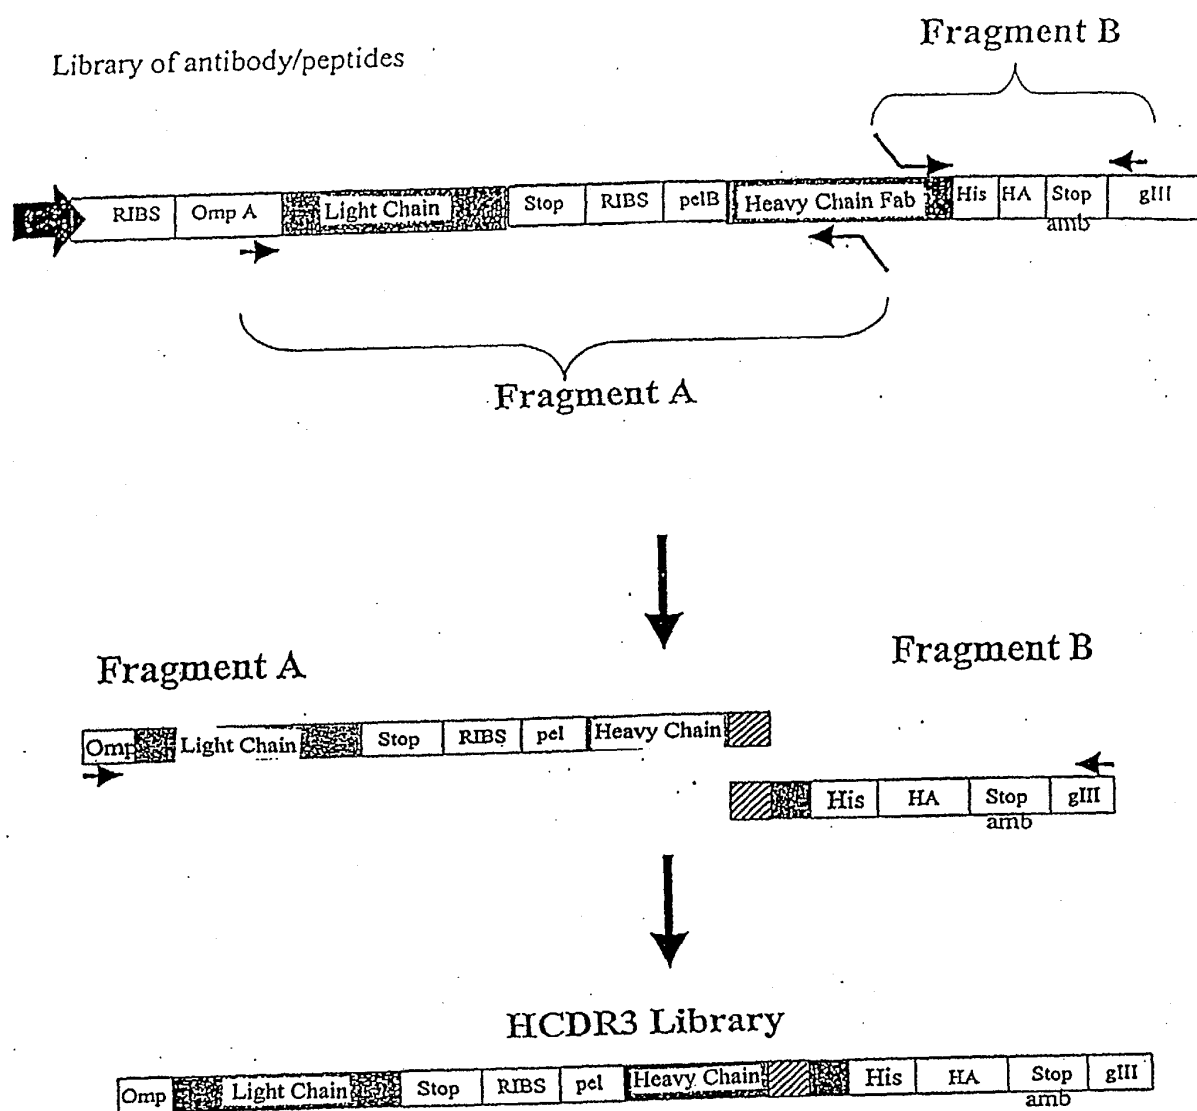 Fragment B
Library of antibody/peptides
RIBS Omp A Light Chain Stop RIBS pelB Heavy Chain Fab His HA Stop gIII
amb
Fragment A
Fragment A
Fragment B
Omp Light Chain Stop RIBS pel Heavy Chain
His HA Stop gIII
amb
HCDR3 Library
Omp Light Chain Stop RIBS pel Heavy Chain His HA Stop gIII
amb